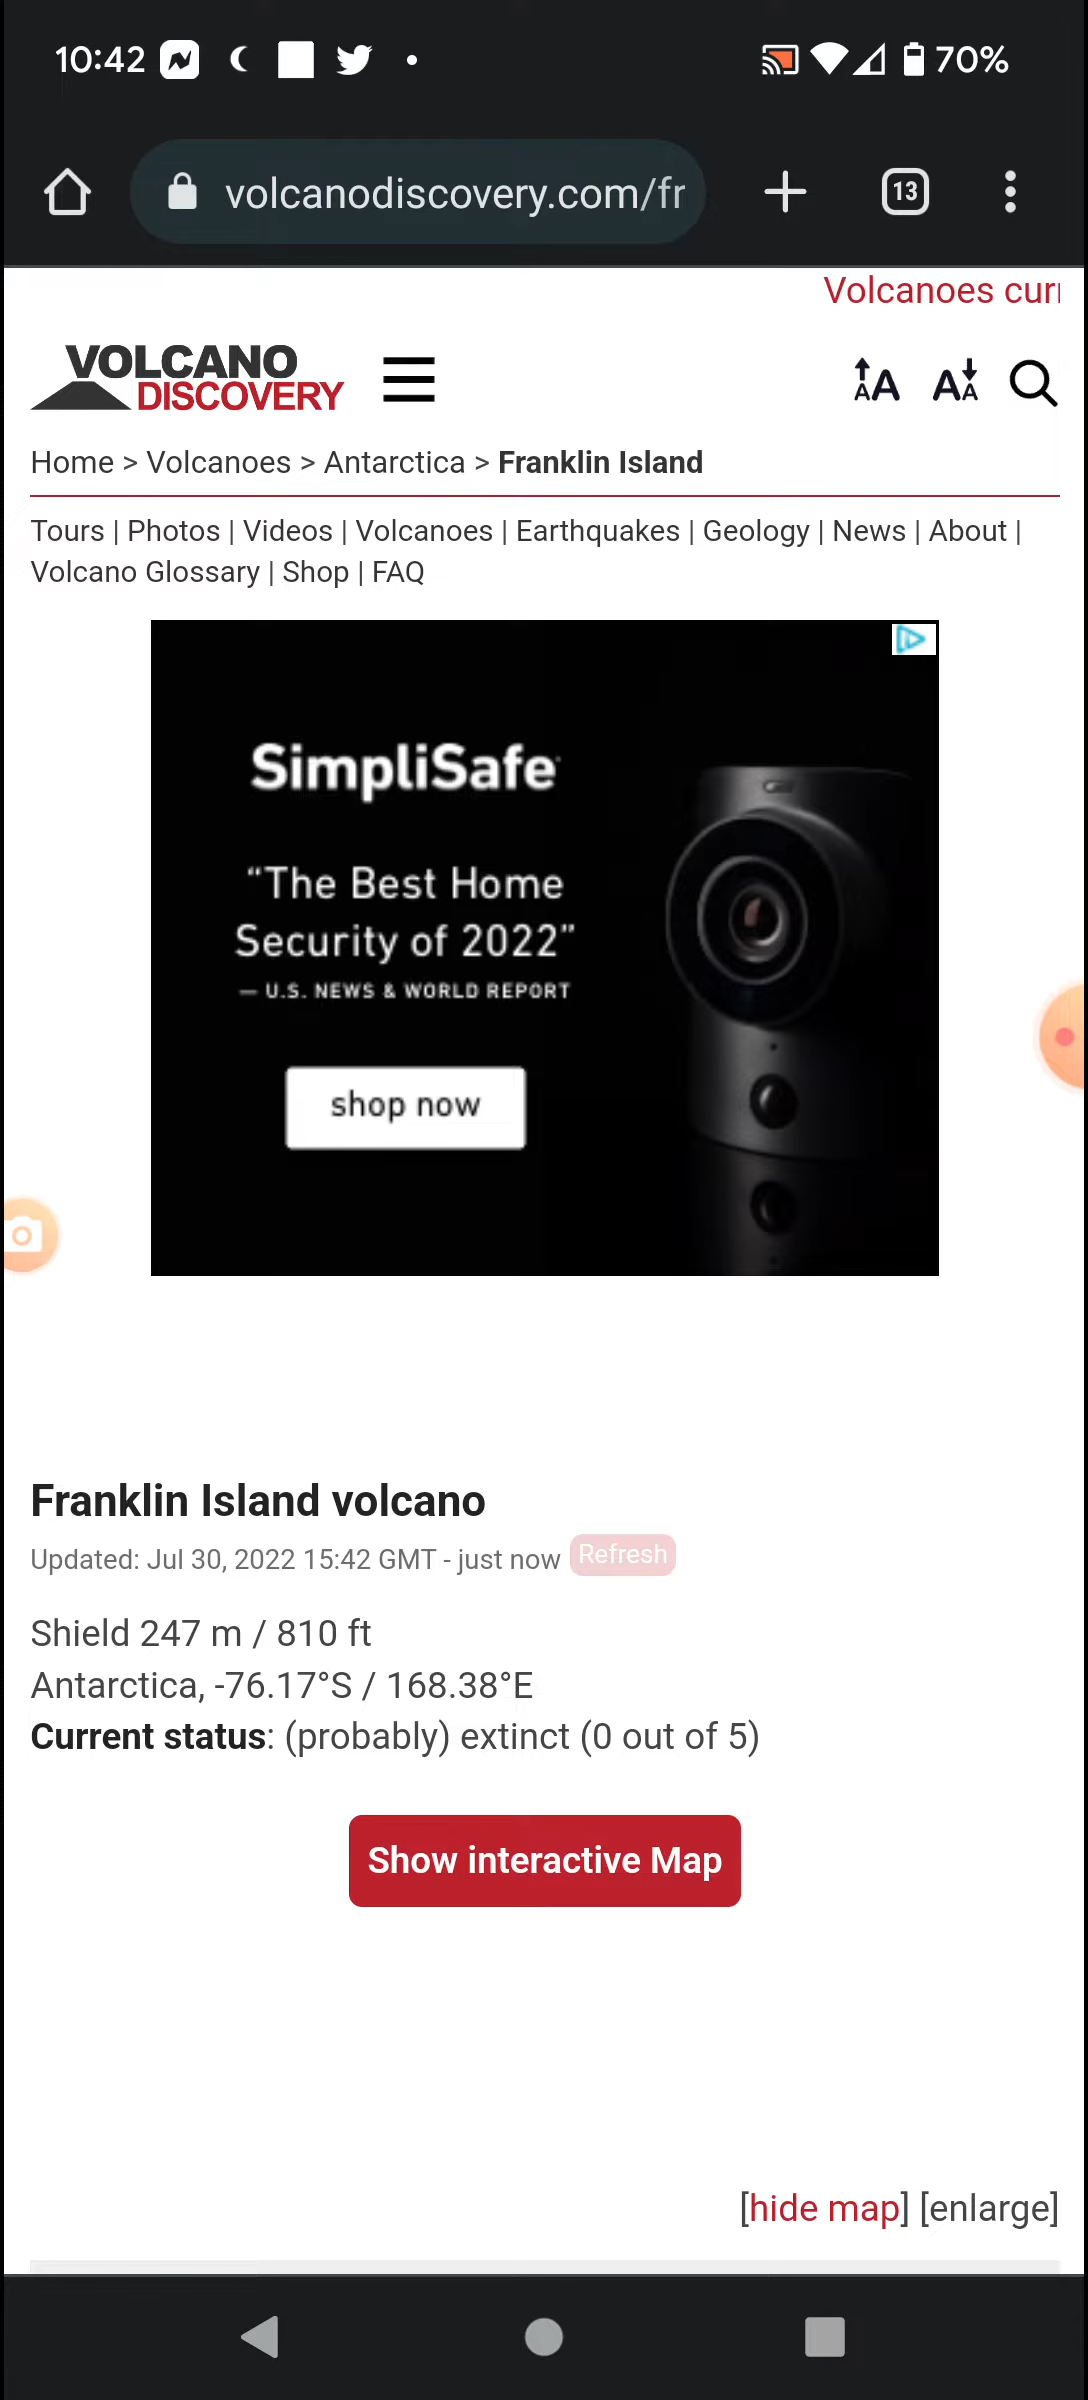 10:42
70%
volcanodiscovery.com/fr
13
Volcanoes curr
VOLCANO
DISCOVERY
Home > Volcanoes > Antarctica > Franklin Island
Tours | Photos | Videos | Volcanoes | Earthquakes | Geology | News | About |
Volcano Glossary | Shop | FAQ
SimpliSafe
“The Best Home
Security of 2022”
— U.S. NEWS & WORLD REPORT
shop now
Franklin Island volcano
Updated: Jul 30, 2022 15:42 GMT - just now Refresh
Shield 247 m / 810 ft
Antarctica, -76.17°S / 168.38°E
Current status: (probably) extinct (0 out of 5)
Show interactive Map
[hide map] [enlarge]